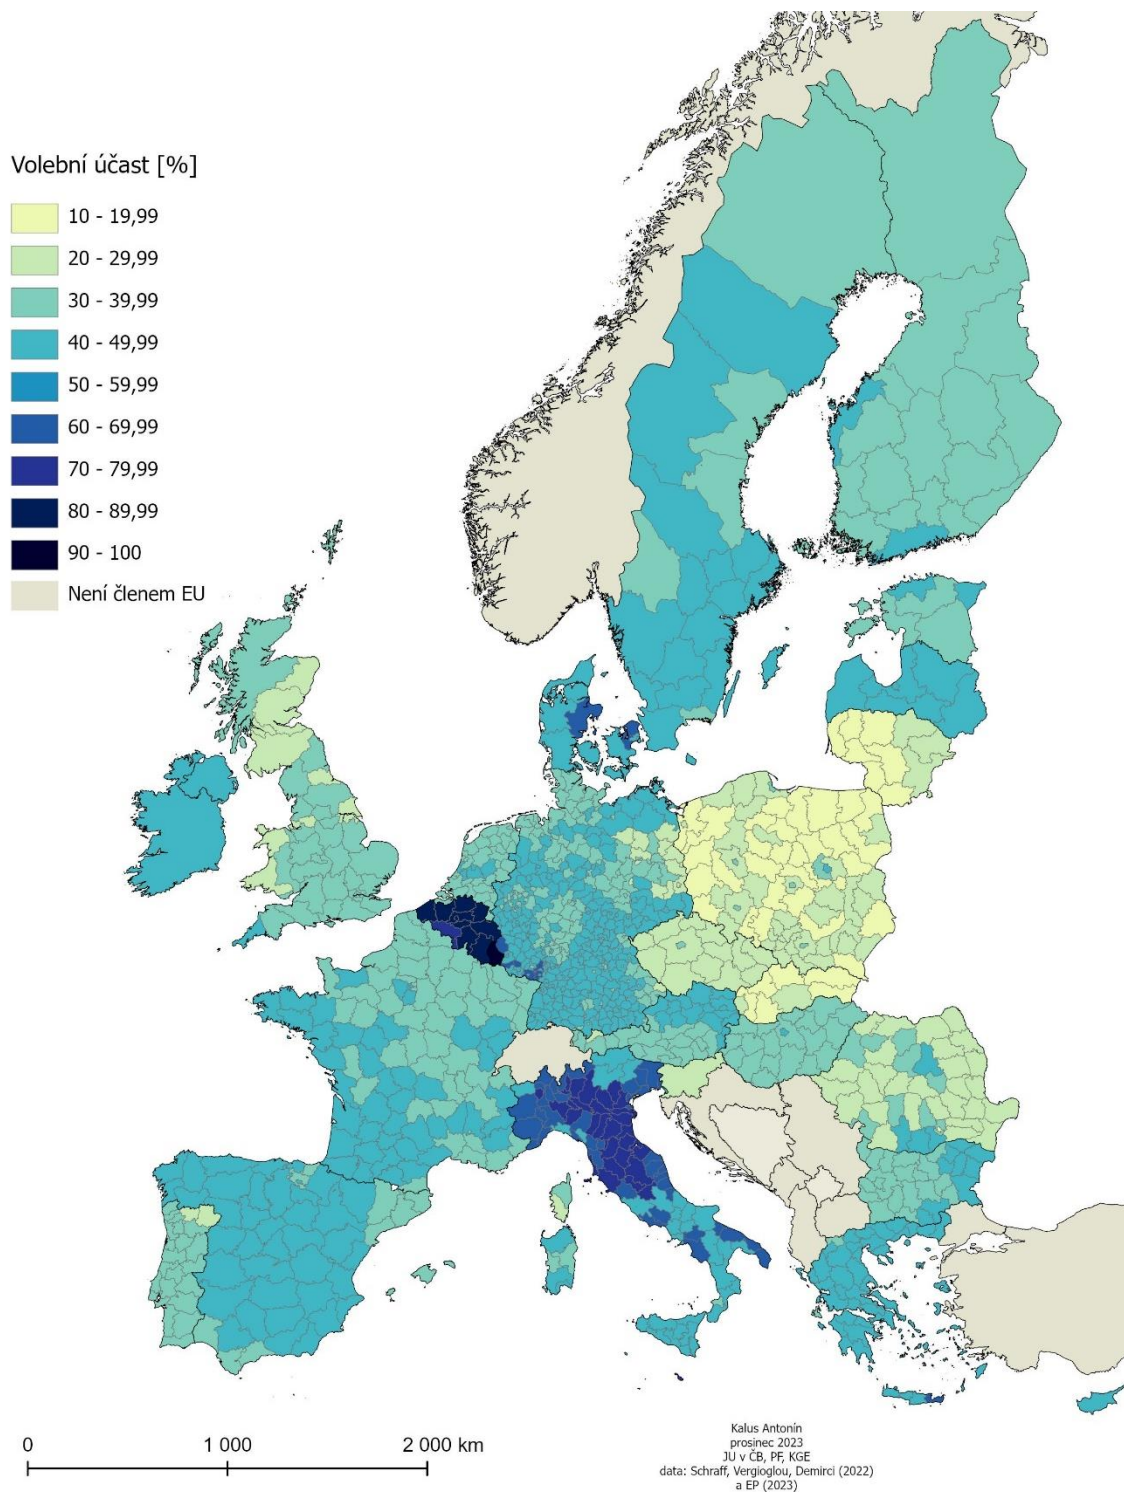 Volební účast [%]
10 - 19,99
20 - 29,99
30 - 39,99
40 - 49,99
50 - 59,99
60 - 69,99
70 - 79,99
80 - 89,99
90 - 100
Není členem EU
0 1 000 2 000 km
Kalus Antonín
prosinec 2023
JU v ČB, PF, KGE
data: Schraff, Vergioglou, Demirci (2022)
a EP (2023)